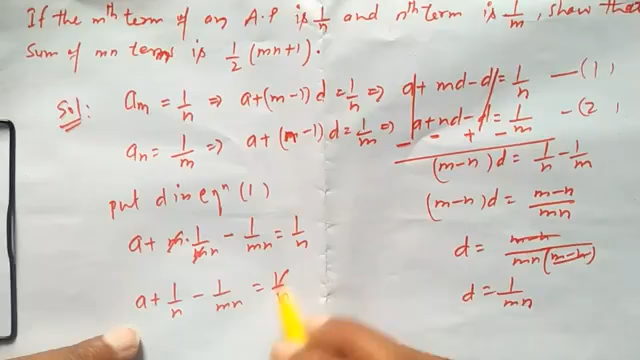 If the mth term of an A.P is 1/n and nth term is 1/m, show that
Sum of mn terms is 1/2 (mn+1).
Sol: am = 1/n ⇒ a+(m-1)d = 1/n ⇒ a+md-d = 1/n —(1)
an = 1/m ⇒ a+(n-1)d = 1/m ⇒ a+nd-d = 1/m -(2)
- - + -
(m-n)d = 1/n - 1/m
put d in eqn (1)
(m-n)d = m-n/mn
a + m. 1/mn - 1/mn = 1/n
d = m-n/mn(m-n)
a + 1/n - 1/mn = 1/n
d = 1/mn